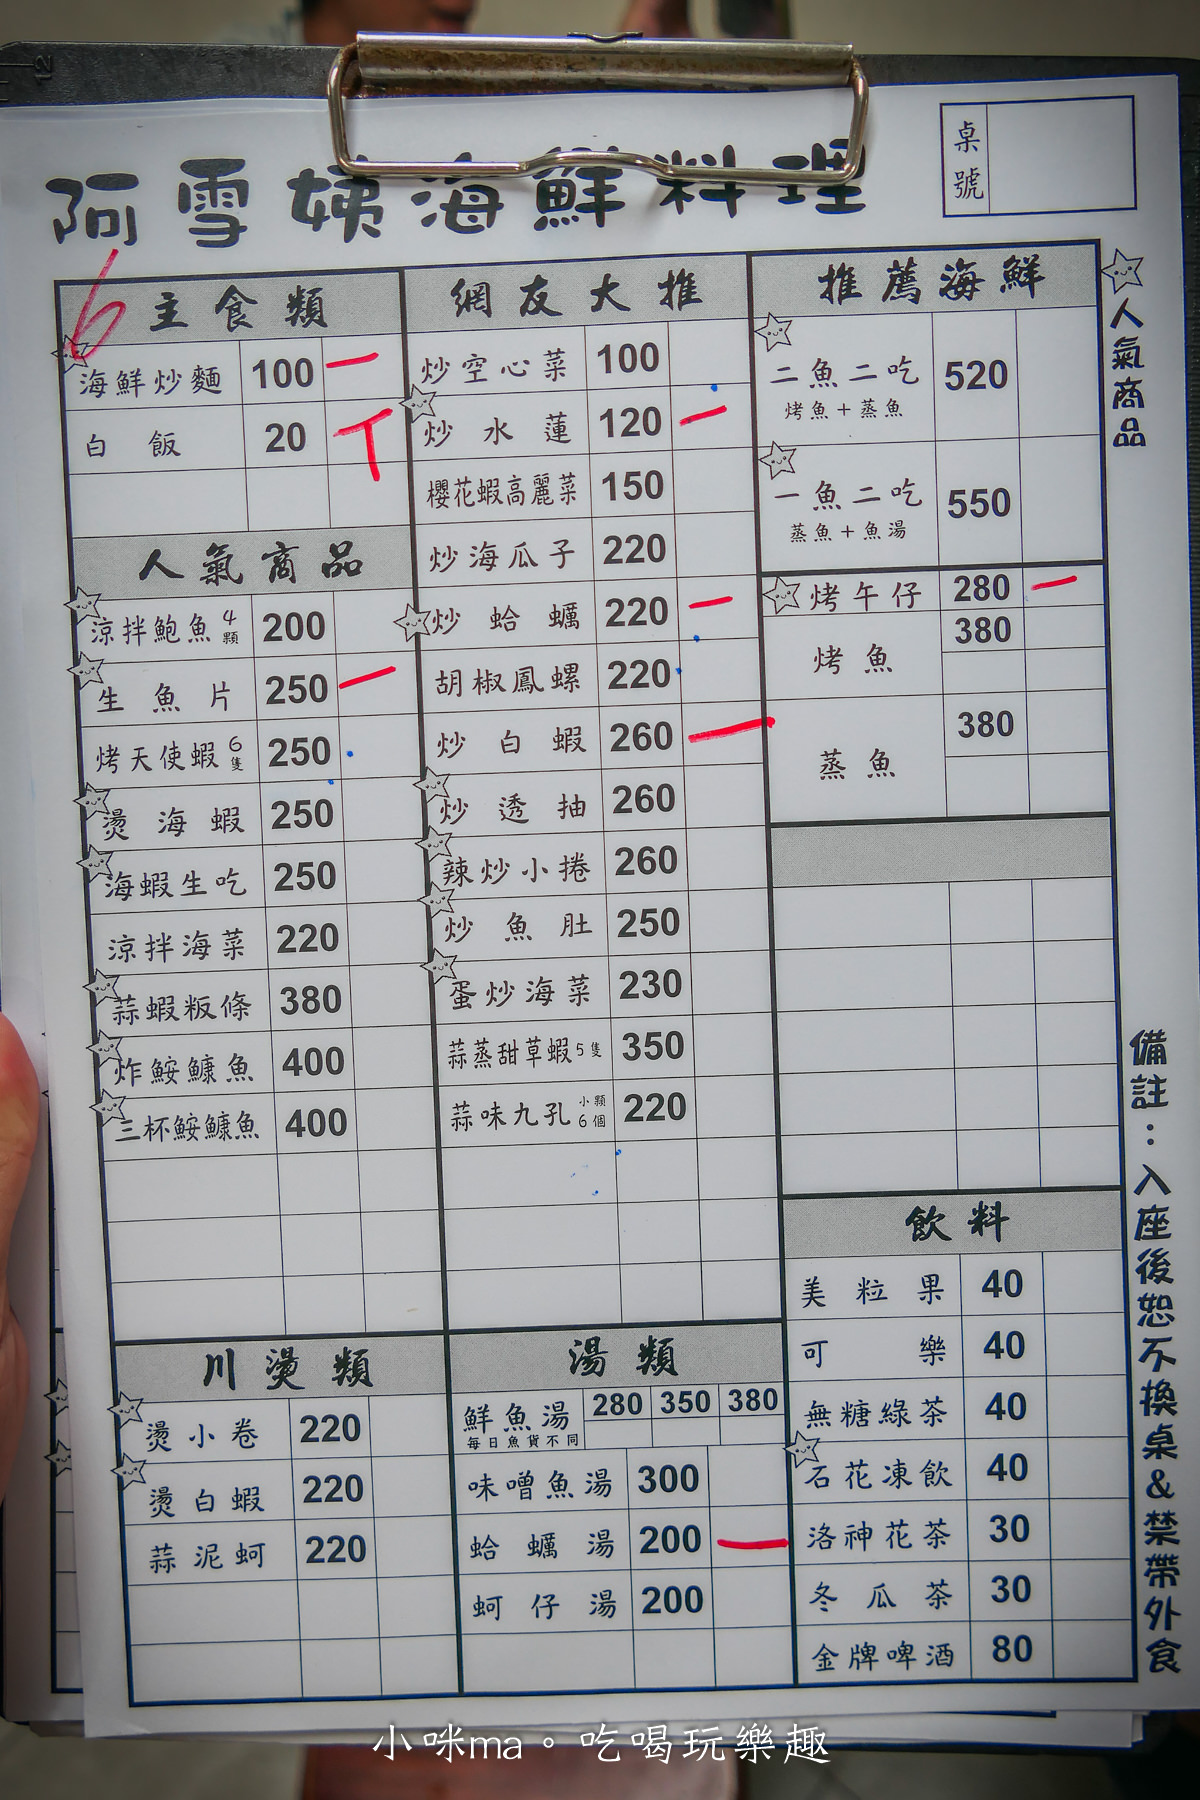 阿雪姨海鮮料理
桌號
6
主食類
海鮮炒麵 100 一
白飯 20 T
人氣商品
涼拌鮑魚4顆 200
生魚片 250 一
烤天使蝦6隻 250
燙海蝦 250
海蝦生吃 250
涼拌海菜 220
蒜蝦粄條 380
炸鮟鱇魚 400
三杯鮟鱇魚 400
川燙類
燙小卷 220
燙白蝦 220
蒜泥蚵 220
網友大推
炒空心菜 100
炒水蓮 120 一
櫻花蝦高麗菜 150
炒海瓜子 220
炒蛤蠣 220 一
胡椒鳳螺 220
炒白蝦 260 一
炒透抽 260
辣炒小捲 260
炒魚肚 250
蛋炒海菜 230
蒜蒸甜草蝦5隻 350
蒜味九孔小顆6個 220
湯類
鮮魚湯 280 350 380
每日魚貨不同
味噌魚湯 300
蛤蠣湯 200 一
蚵仔湯 200
推薦海鮮
二魚二吃 520
烤魚+蒸魚
一魚二吃 550
蒸魚+魚湯
烤午仔 280 一
烤魚 380
蒸魚 380
飲料
美粒果 40
可樂 40
無糖綠茶 40
石花凍飲 40
洛神花茶 30
冬瓜茶 30
金牌啤酒 80
人氣商品
備註:入座後恕不換桌&禁帶外食
小咪ma。吃喝玩樂趣